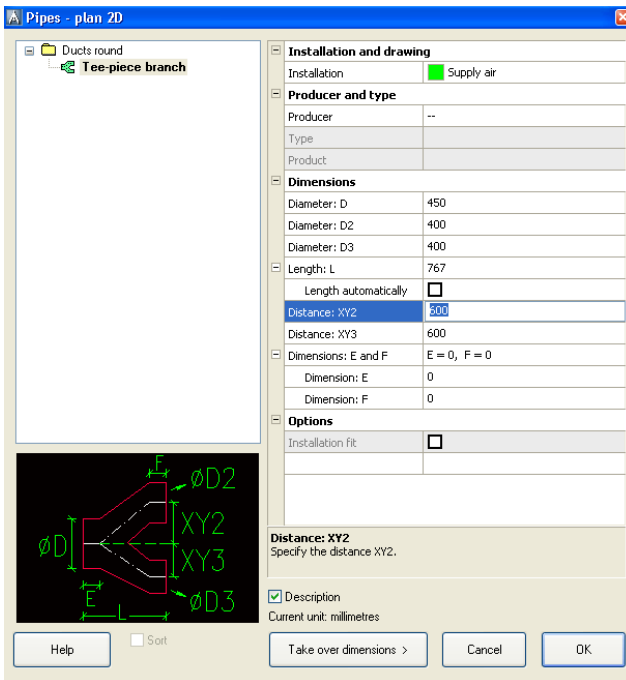 Pipes - plan 2D
Ducts round
Tee-piece branch
Installation and drawing
Installation Supply air
Producer and type
Producer --
Type
Product
Dimensions
Diameter: D 450
Diameter: D2 400
Diameter: D3 400
Length: L 767
Length automatically
Distance: XY2 600
Distance: XY3 600
Dimensions: E and F E = 0, F = 0
Dimension: E 0
Dimension: F 0
Options
Installation fit
F
ØD2
XY2
ØD
XY3
E
ØD3
L
Distance: XY2
Specify the distance XY2.
Description
Current unit: millimetres
Help
Sort
Take over dimensions >
Cancel
OK